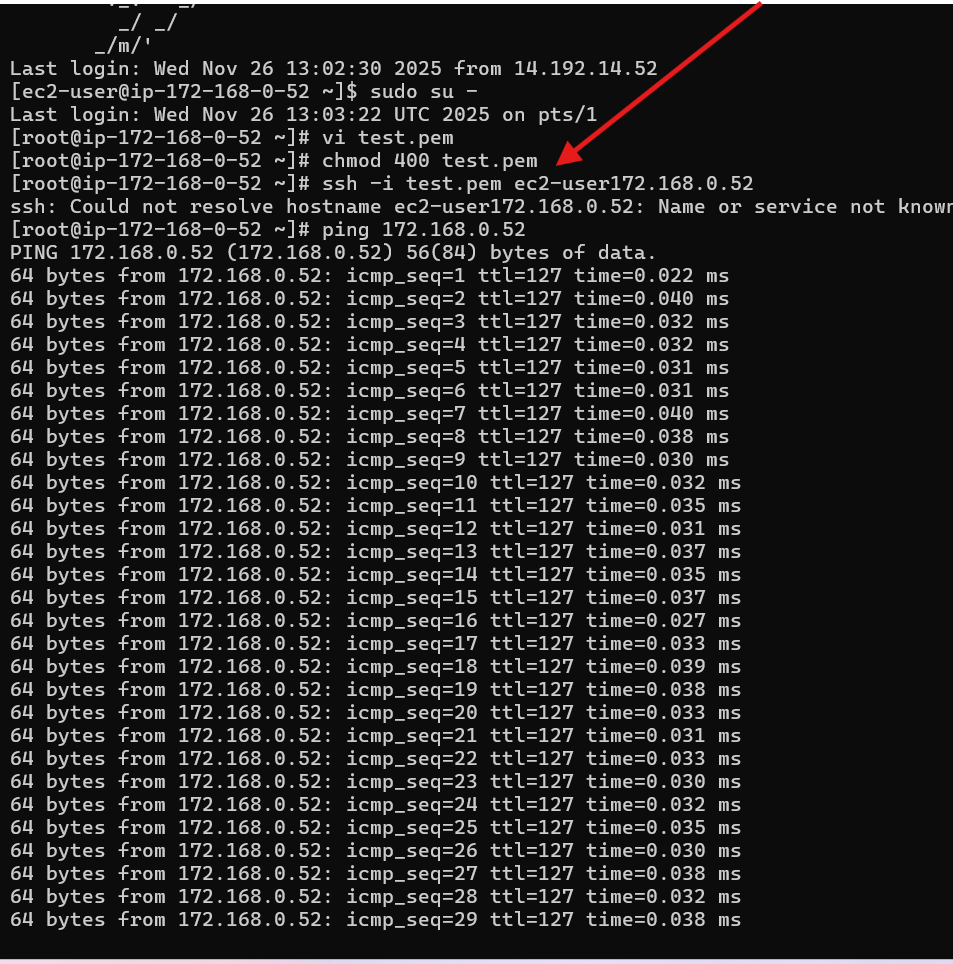 _/ _/
_/m/'
Last login: Wed Nov 26 13:02:30 2025 from 14.192.14.52
[ec2-user@ip-172-168-0-52 ~]$ sudo su -
Last login: Wed Nov 26 13:03:22 UTC 2025 on pts/1
[root@ip-172-168-0-52 ~]# vi test.pem
[root@ip-172-168-0-52 ~]# chmod 400 test.pem
[root@ip-172-168-0-52 ~]# ssh -i test.pem ec2-user172.168.0.52
ssh: Could not resolve hostname ec2-user172.168.0.52: Name or service not known
[root@ip-172-168-0-52 ~]# ping 172.168.0.52
PING 172.168.0.52 (172.168.0.52) 56(84) bytes of data.
64 bytes from 172.168.0.52: icmp_seq=1 ttl=127 time=0.022 ms
64 bytes from 172.168.0.52: icmp_seq=2 ttl=127 time=0.040 ms
64 bytes from 172.168.0.52: icmp_seq=3 ttl=127 time=0.032 ms
64 bytes from 172.168.0.52: icmp_seq=4 ttl=127 time=0.032 ms
64 bytes from 172.168.0.52: icmp_seq=5 ttl=127 time=0.031 ms
64 bytes from 172.168.0.52: icmp_seq=6 ttl=127 time=0.031 ms
64 bytes from 172.168.0.52: icmp_seq=7 ttl=127 time=0.040 ms
64 bytes from 172.168.0.52: icmp_seq=8 ttl=127 time=0.038 ms
64 bytes from 172.168.0.52: icmp_seq=9 ttl=127 time=0.030 ms
64 bytes from 172.168.0.52: icmp_seq=10 ttl=127 time=0.032 ms
64 bytes from 172.168.0.52: icmp_seq=11 ttl=127 time=0.035 ms
64 bytes from 172.168.0.52: icmp_seq=12 ttl=127 time=0.031 ms
64 bytes from 172.168.0.52: icmp_seq=13 ttl=127 time=0.037 ms
64 bytes from 172.168.0.52: icmp_seq=14 ttl=127 time=0.035 ms
64 bytes from 172.168.0.52: icmp_seq=15 ttl=127 time=0.037 ms
64 bytes from 172.168.0.52: icmp_seq=16 ttl=127 time=0.027 ms
64 bytes from 172.168.0.52: icmp_seq=17 ttl=127 time=0.033 ms
64 bytes from 172.168.0.52: icmp_seq=18 ttl=127 time=0.039 ms
64 bytes from 172.168.0.52: icmp_seq=19 ttl=127 time=0.038 ms
64 bytes from 172.168.0.52: icmp_seq=20 ttl=127 time=0.033 ms
64 bytes from 172.168.0.52: icmp_seq=21 ttl=127 time=0.031 ms
64 bytes from 172.168.0.52: icmp_seq=22 ttl=127 time=0.033 ms
64 bytes from 172.168.0.52: icmp_seq=23 ttl=127 time=0.030 ms
64 bytes from 172.168.0.52: icmp_seq=24 ttl=127 time=0.032 ms
64 bytes from 172.168.0.52: icmp_seq=25 ttl=127 time=0.035 ms
64 bytes from 172.168.0.52: icmp_seq=26 ttl=127 time=0.030 ms
64 bytes from 172.168.0.52: icmp_seq=27 ttl=127 time=0.038 ms
64 bytes from 172.168.0.52: icmp_seq=28 ttl=127 time=0.032 ms
64 bytes from 172.168.0.52: icmp_seq=29 ttl=127 time=0.038 ms